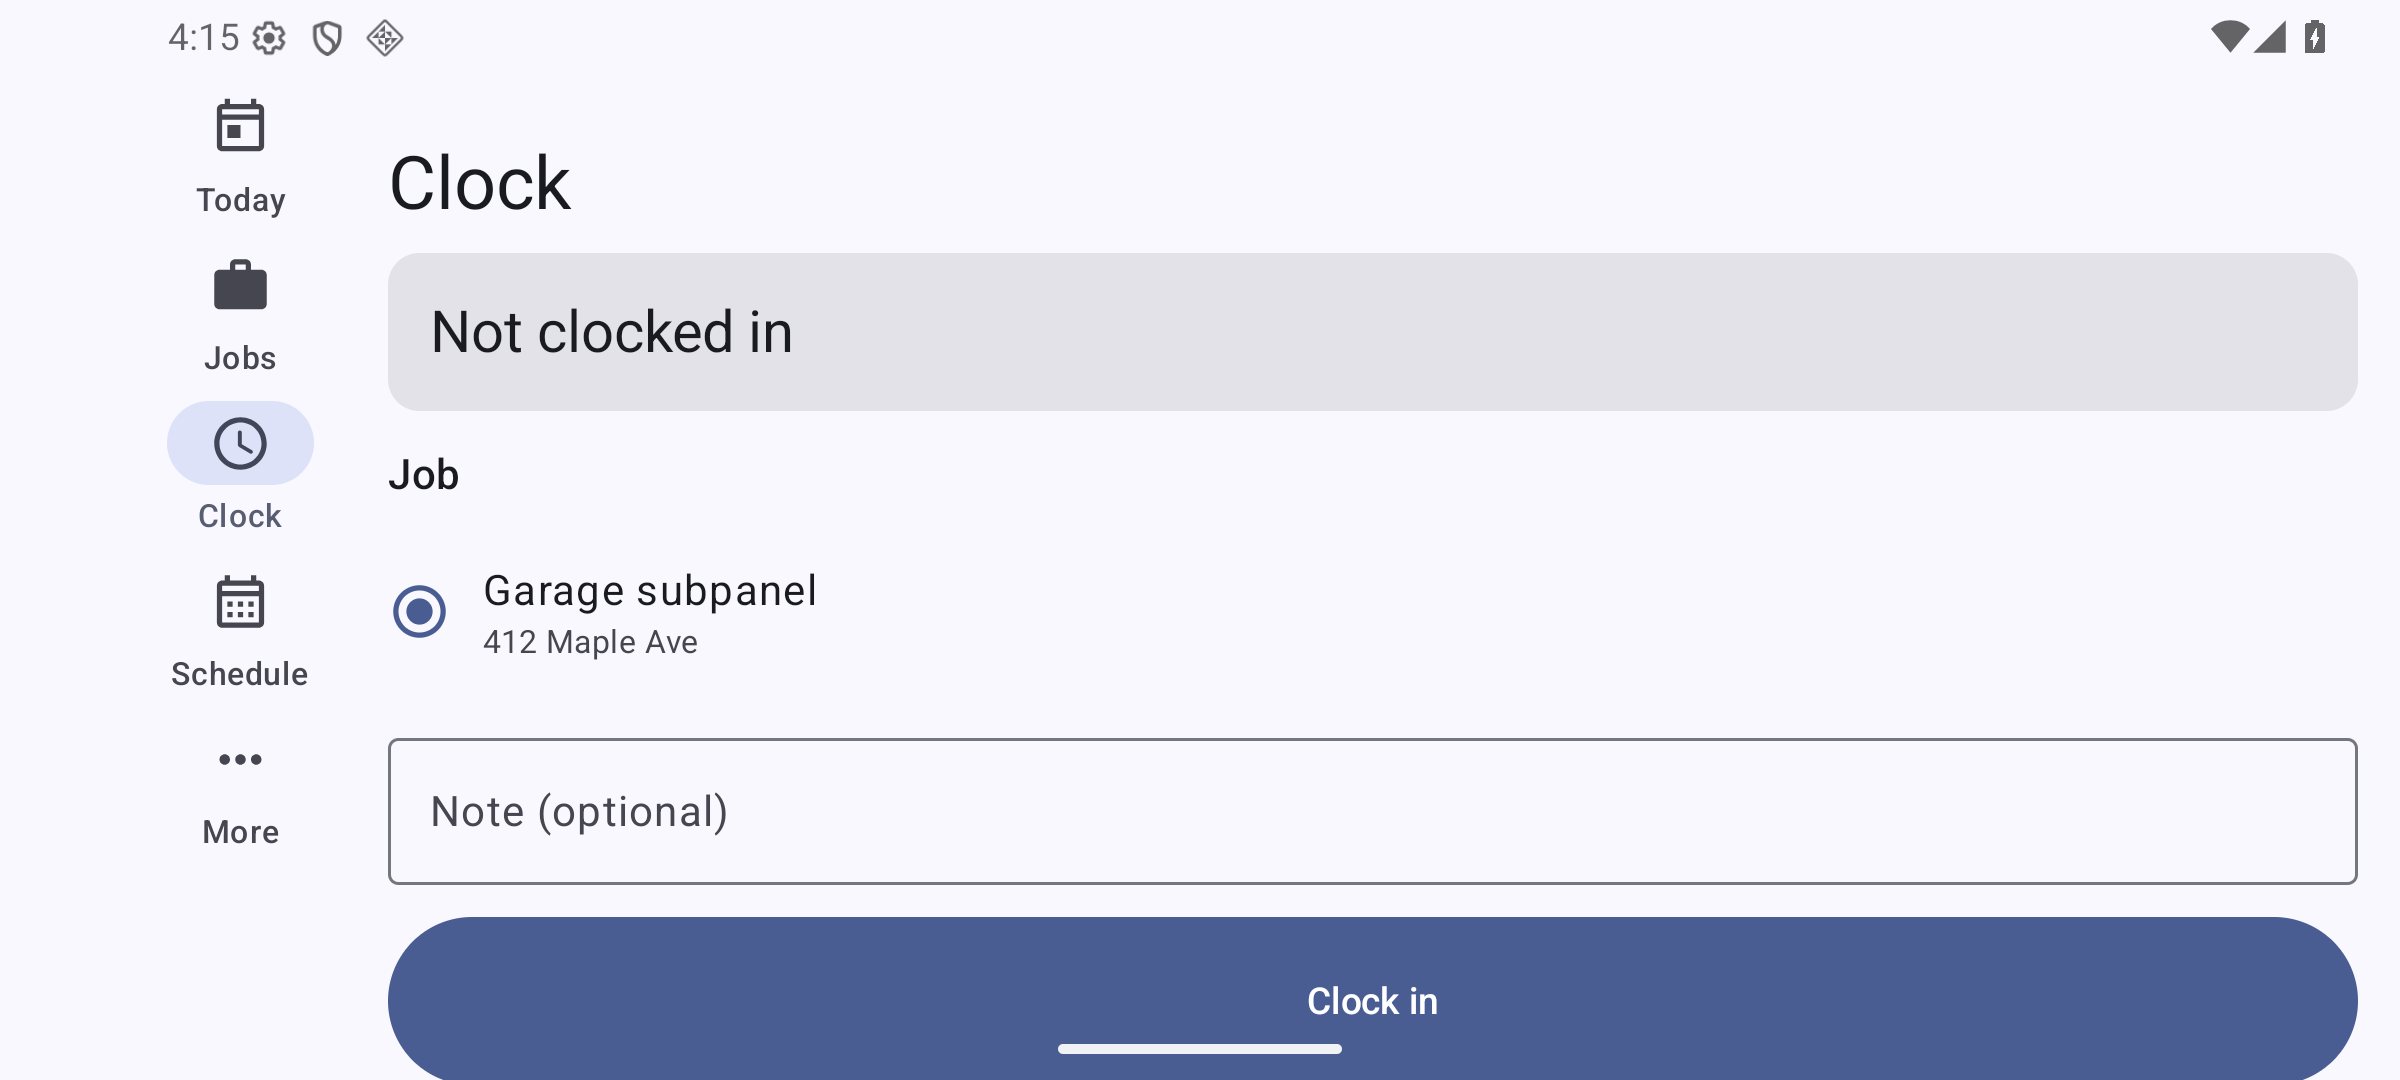 4:15
Today
Jobs
Clock
Schedule
More
Clock
Not clocked in
Job
Garage subpanel
412 Maple Ave
Note (optional)
Clock in